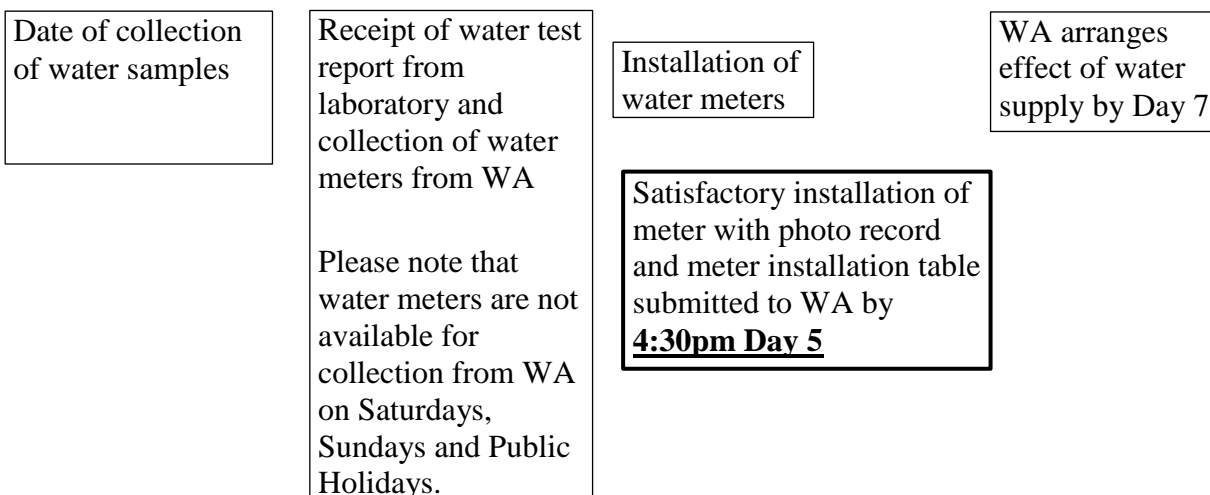 Date of collection
of water samples
Receipt of water test
report from
laboratory and
collection of water
meters from WA
Please note that
water meters are not
available for
collection from WA
on Saturdays,
Sundays and Public
Holidays.
Installation of
water meters
Satisfactory installation of
meter with photo record
and meter installation table
submitted to WA by
4:30pm Day 5
WA arranges
effect of water
supply by Day 7